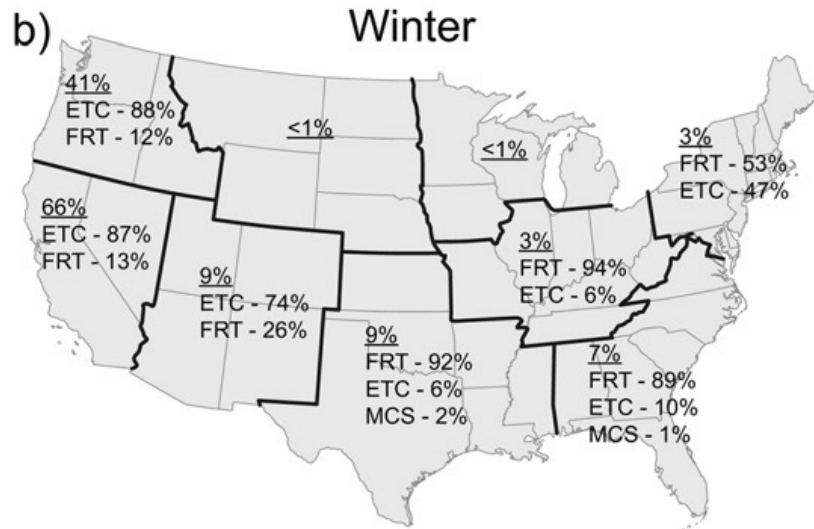 b)
Winter
41%
ETC - 88%
FRT - 12%
<1%
<1%
3%
FRT - 53%
ETC - 47%
66%
ETC - 87%
FRT - 13%
9%
ETC - 74%
FRT - 26%
3%
FRT - 94%
ETC - 6%
9%
FRT - 92%
ETC - 6%
MCS - 2%
7%
FRT - 89%
ETC - 10%
MCS - 1%